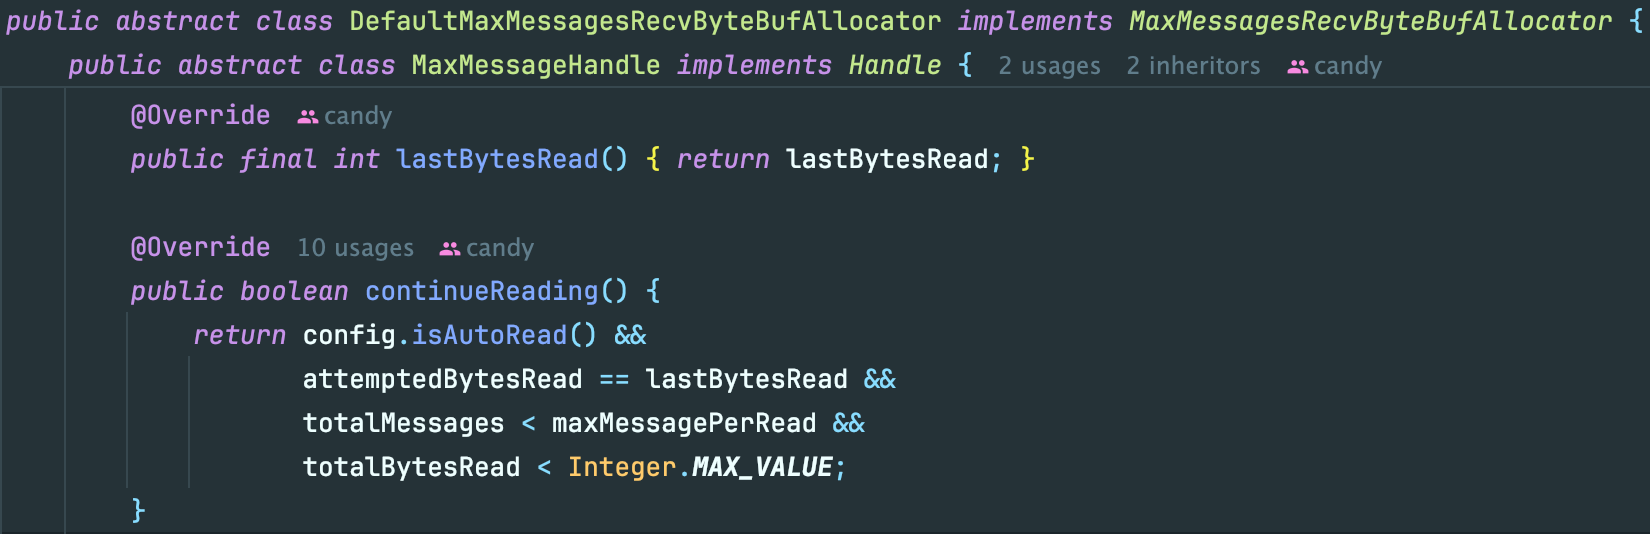 public abstract class DefaultMaxMessagesRecvByteBufAllocator implements MaxMessagesRecvByteBufAllocator {
public abstract class MaxMessageHandle implements Handle { 2 usages 2 inheritors candy
@Override candy
public final int lastBytesRead() { return lastBytesRead; }
@Override 10 usages candy
public boolean continueReading() {
return config.isAutoRead() &&
attemptedBytesRead == lastBytesRead &&
totalMessages < maxMessagePerRead &&
totalBytesRead < Integer.MAX_VALUE;
}